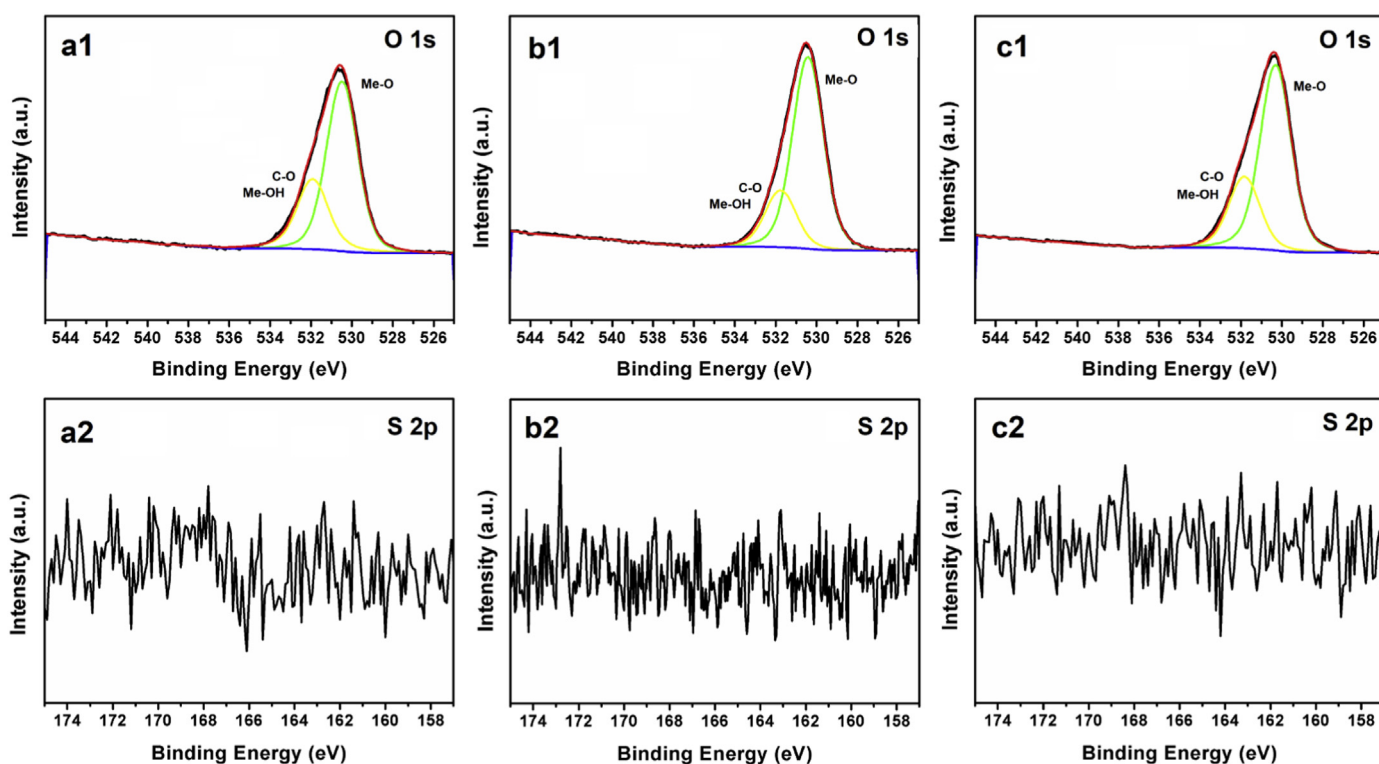 a1
O 1s
Me-O
C-O
Me-OH
Intensity (a.u.)
544 542 540 538 536 534 532 530 528 526
Binding Energy (eV)
b1
O 1s
Me-O
C-O
Me-OH
Intensity (a.u.)
544 542 540 538 536 534 532 530 528 526
Binding Energy (eV)
c1
O 1s
Me-O
C-O
Me-OH
Intensity (a.u.)
544 542 540 538 536 534 532 530 528 526
Binding Energy (eV)
a2
S 2p
Intensity (a.u.)
174 172 170 168 166 164 162 160 158
Binding Energy (eV)
b2
S 2p
Intensity (a.u.)
174 172 170 168 166 164 162 160 158
Binding Energy (eV)
c2
S 2p
Intensity (a.u.)
174 172 170 168 166 164 162 160 158
Binding Energy (eV)